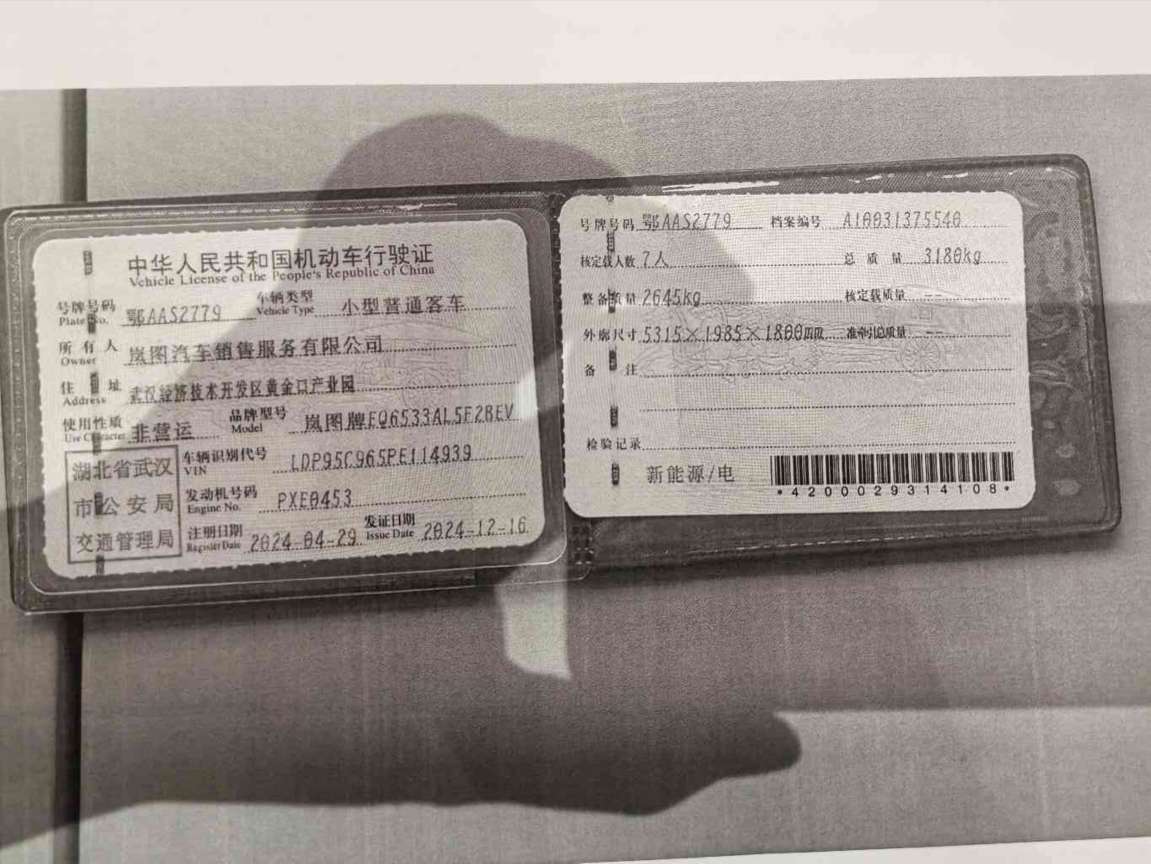 中华人民共和国机动车行驶证
Vehicle License of the People's Republic of China
号牌号码 Plate No. 鄂AAS2779 车辆类型 Vehicle Type 小型普通客车
所有人 Owner 岚图汽车销售服务有限公司
住址 Address 武汉经济技术开发区黄金口产业园
使用性质 Use Character 非营运 品牌型号 Model 岚图牌EQ6533AL5F2BEV
湖北省武汉
市公安局
交通管理局
车辆识别代号 VIN LDP95C965PE114939
发动机号码 Engine No. PXE0453
注册日期 Register Date 2024-04-29 发证日期 Issue Date 2024-12-16
号牌号码 鄂AAS2779 档案编号 A10031375540
核定载人数 7人 总质量 3180kg
整备质量 2645kg 核定载质量 --
外廓尺寸 5315×1985×1800mm 准牵引总质量 --
备注
检验记录
新能源/电
*4200029314108*